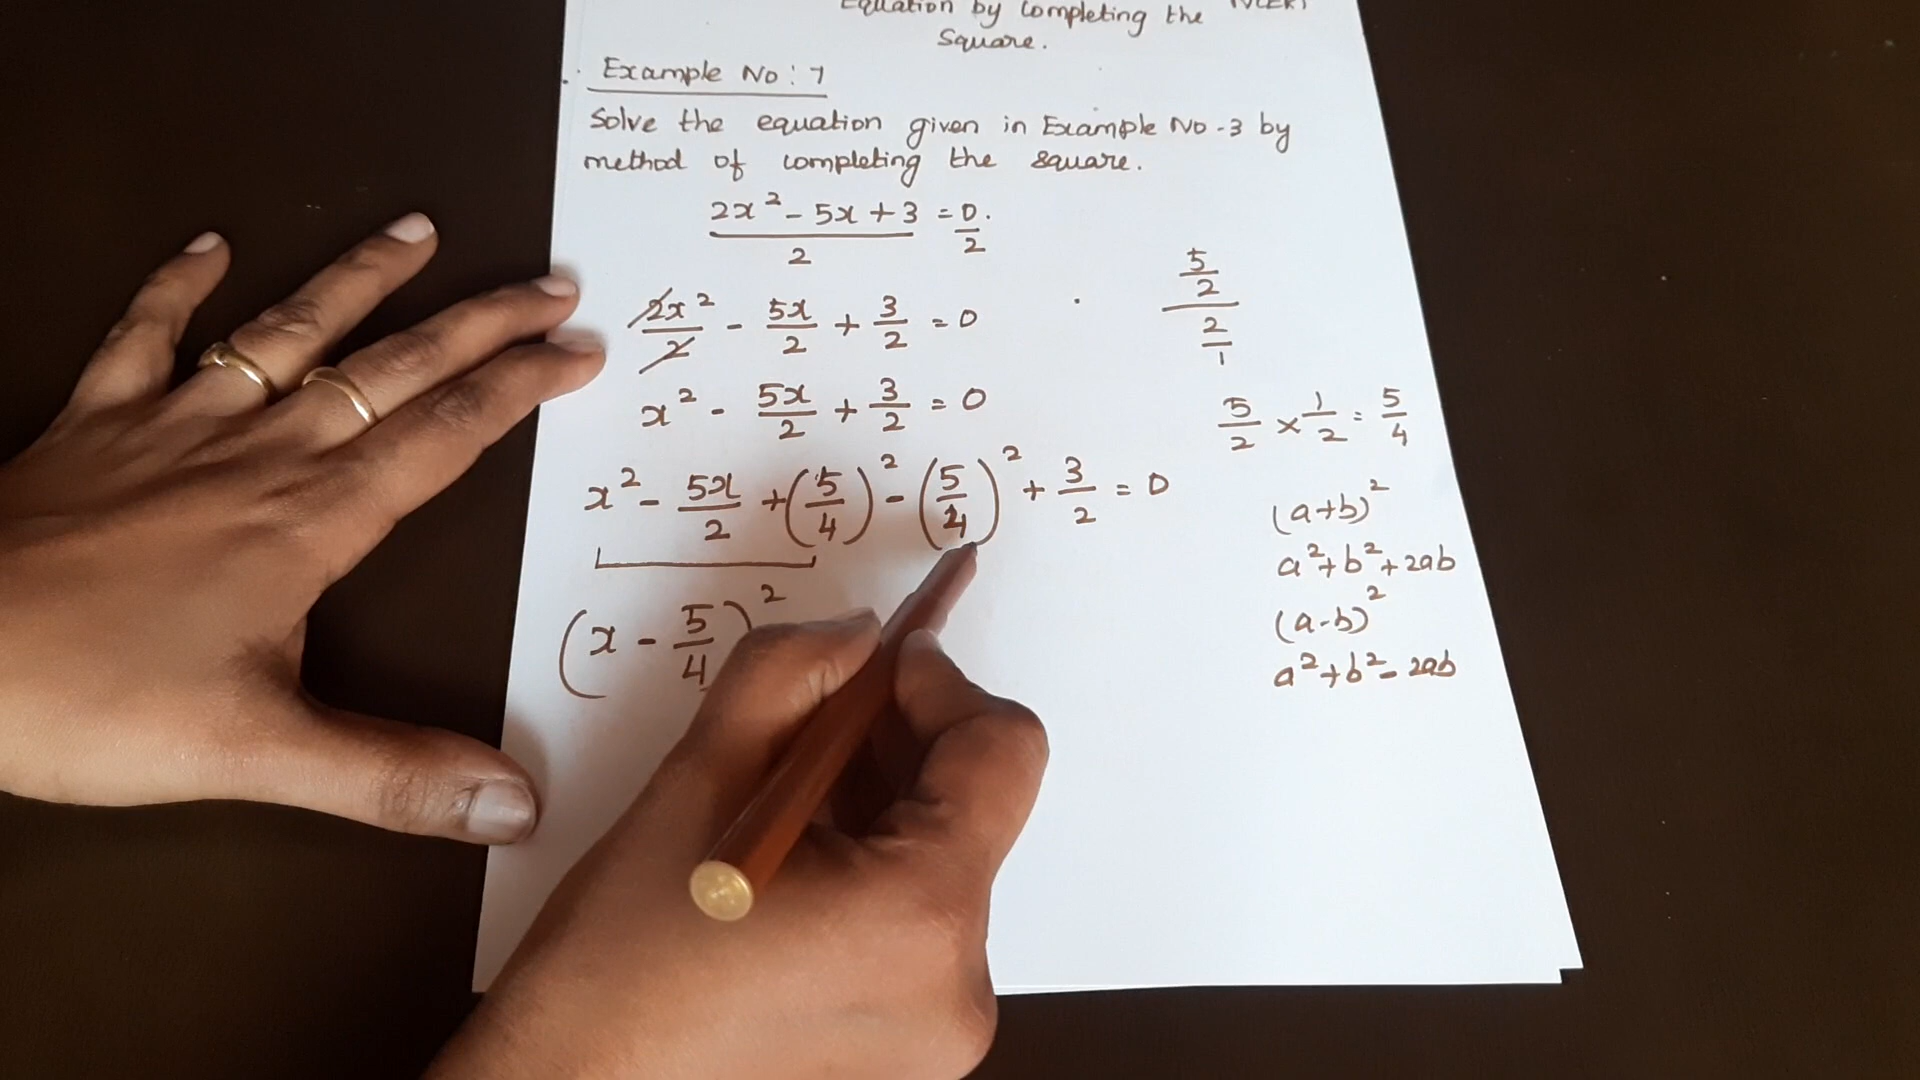 Equation by completing the NCERT
Square.
Example No : 7
Solve the equation given in Example No - 3 by
method of completing the square.
2x² - 5x + 3 / 2 = 0. / 2
2x²/2 - 5x/2 + 3/2 = 0
x² - 5x/2 + 3/2 = 0
x² - 5x/2 + (5/4)² - (5/4)² + 3/2 = 0
(x - 5/4)²
5/2
2/1
5/2 × 1/2 = 5/4
(a+b)²
a²+b²+2ab
(a-b)²
a²+b²-2ab